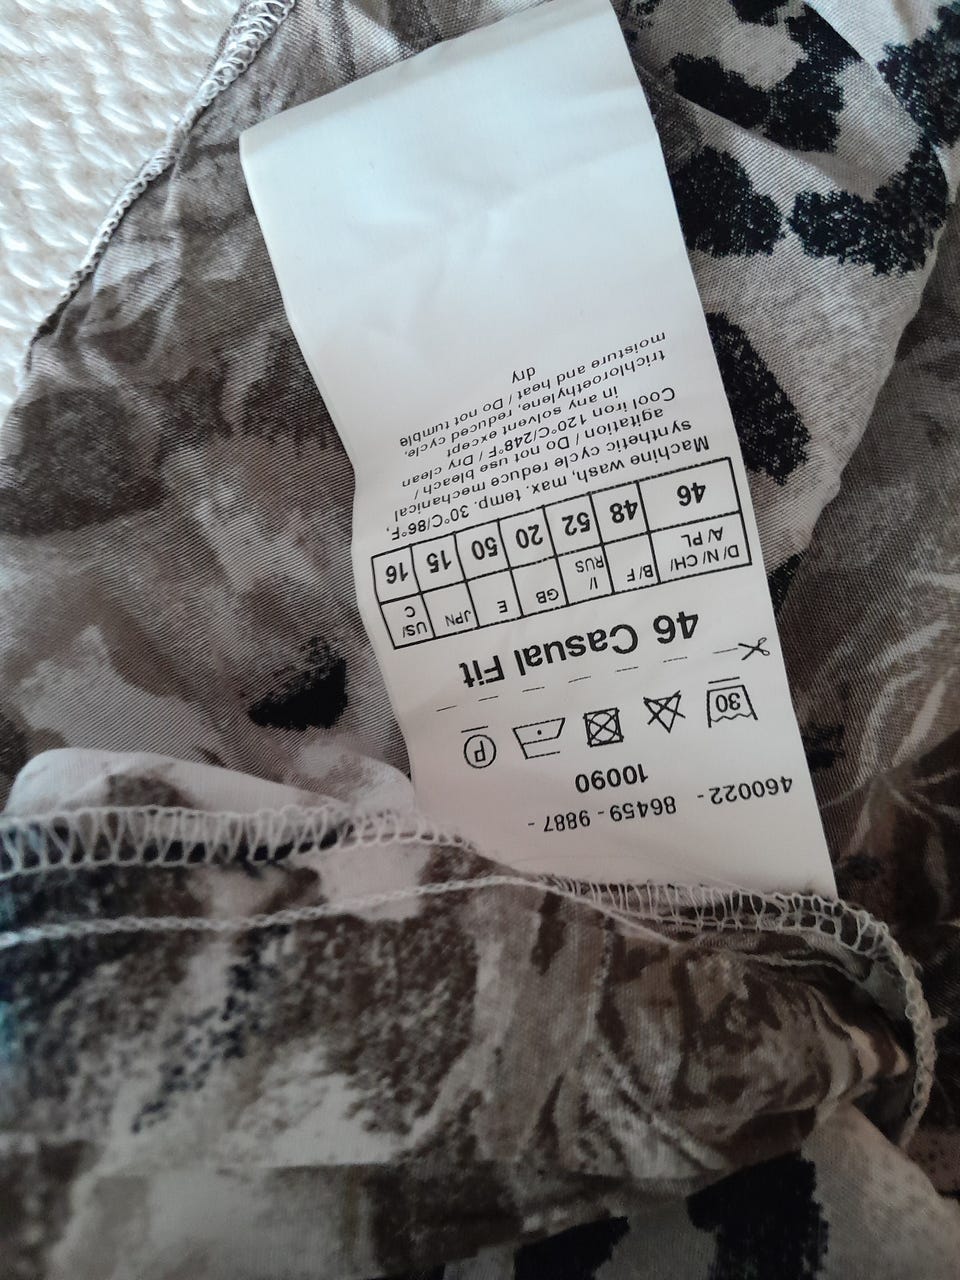 460022- 86459-9887-
10090
30
P
46 Casual Fit
D/N/CH/ A/PL B/F I/ RUS GB E JPN US/ C
46 48 52 20 50 15 16
Machine wash, max. temp. 30°C/86°F,
synthetic cycle reduce mechanical
agitation / Do not use bleach /
Cool iron 120°C/248°F / Dry clean
in any solvent except
trichloroethylene, reduced cycle,
moisture and heat / Do not tumble
dry